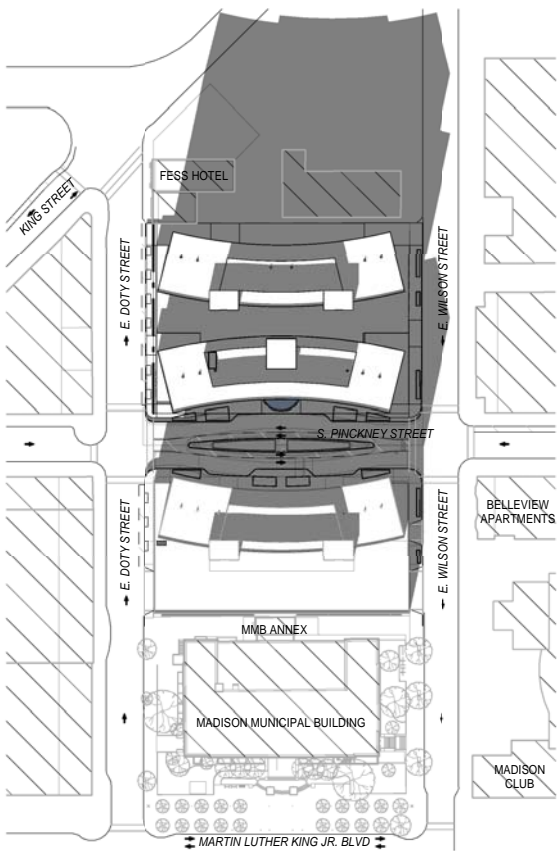 FESS HOTEL
KING STREET
E. DOTY STREET
E. WILSON STREET
S. PINCKNEY STREET
BELLEVIEW
APARTMENTS
E. DOTY STREET
E. WILSON STREET
MMB ANNEX
MADISON MUNICIPAL BUILDING
MADISON
CLUB
MARTIN LUTHER KING JR. BLVD